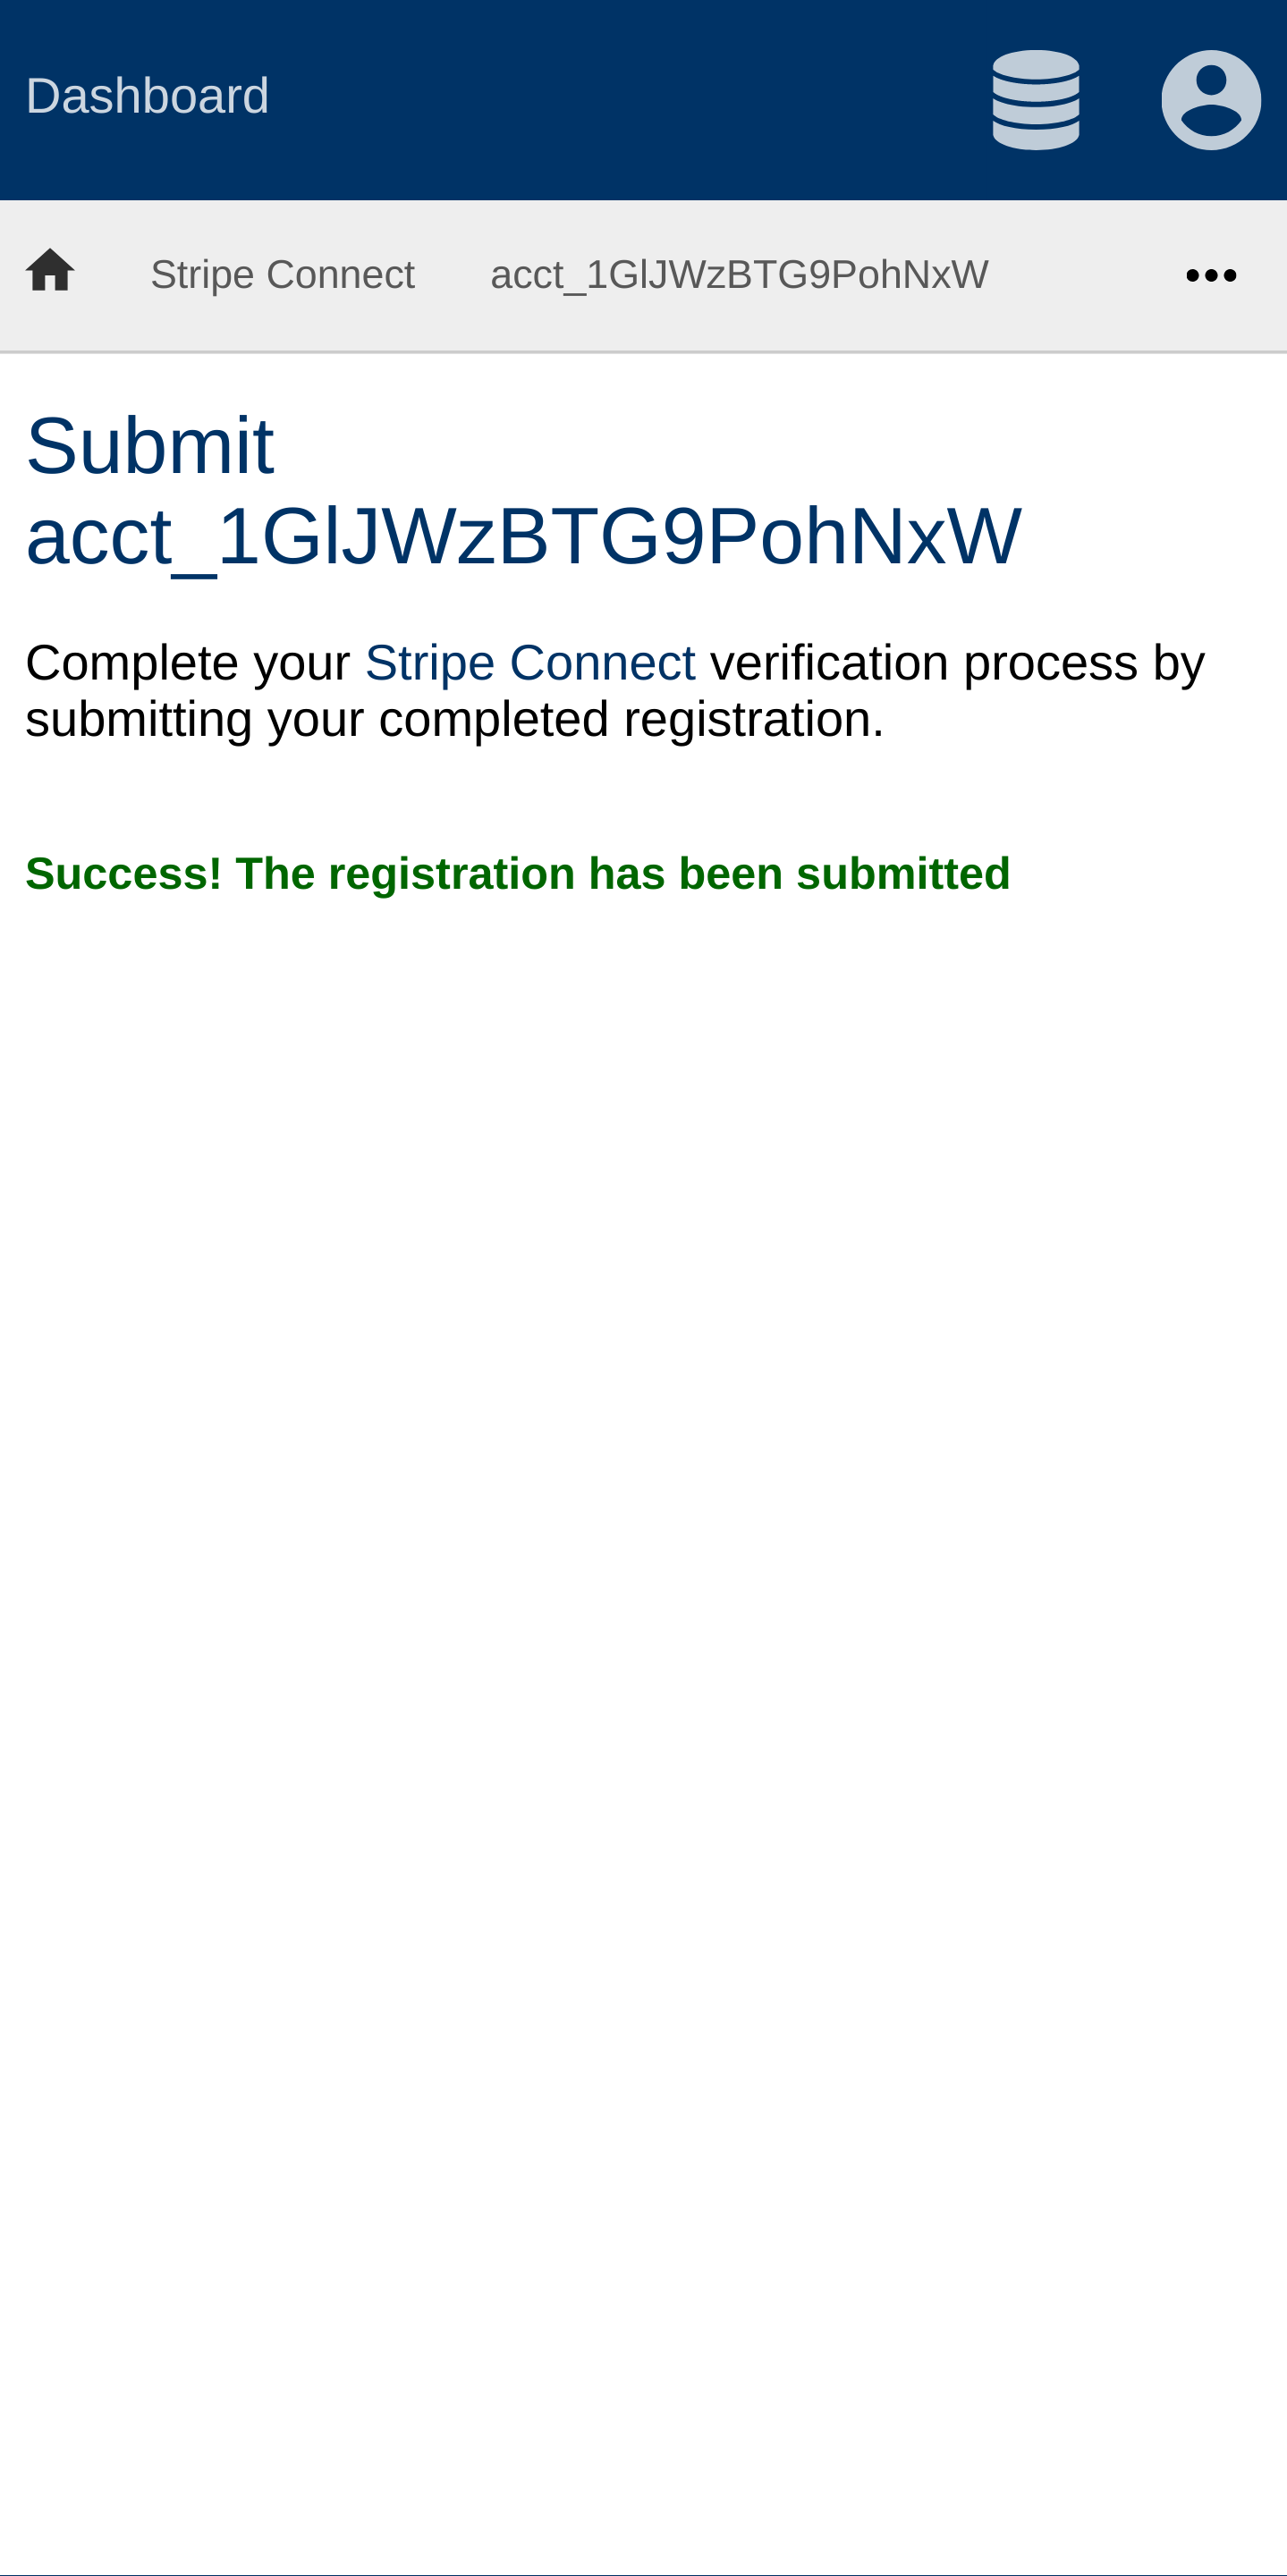 Dashboard
Stripe Connect acct_1GlJWzBTG9PohNxW
Submit
acct_1GlJWzBTG9PohNxW
Complete your Stripe Connect verification process by
submitting your completed registration.
Success! The registration has been submitted